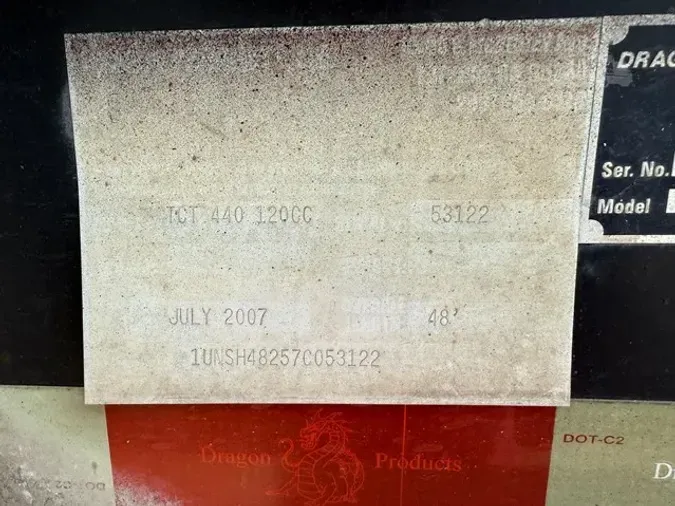 DRAG
Ser. No.
Model
TCT 440 120CC 53122
JULY 2007 48'
1UNSH48257C053122
Dragon Products
DOT-C2